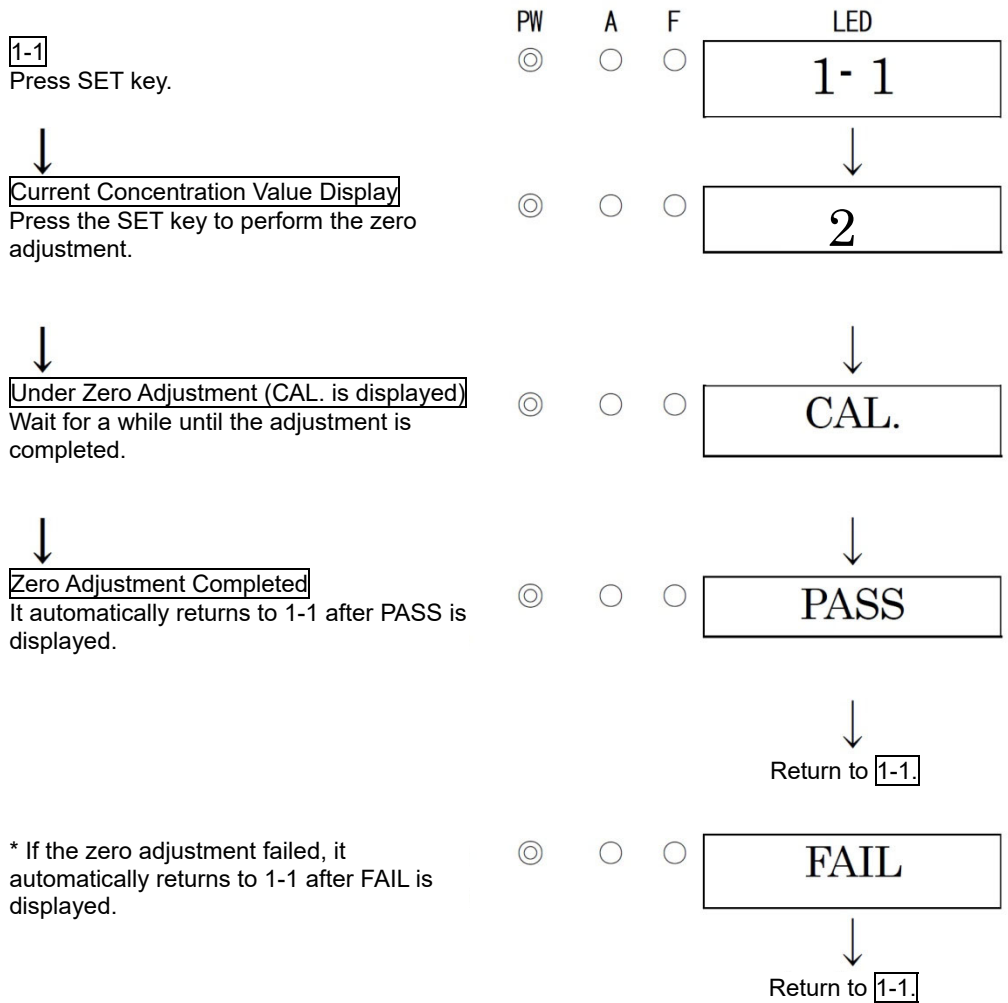 PW A F LED
1-1
Press SET key.
1- 1
Current Concentration Value Display
Press the SET key to perform the zero
adjustment.
2
Under Zero Adjustment (CAL. is displayed)
Wait for a while until the adjustment is
completed.
CAL.
Zero Adjustment Completed
It automatically returns to 1-1 after PASS is
displayed.
PASS
Return to 1-1.
* If the zero adjustment failed, it
automatically returns to 1-1 after FAIL is
displayed.
FAIL
Return to 1-1.